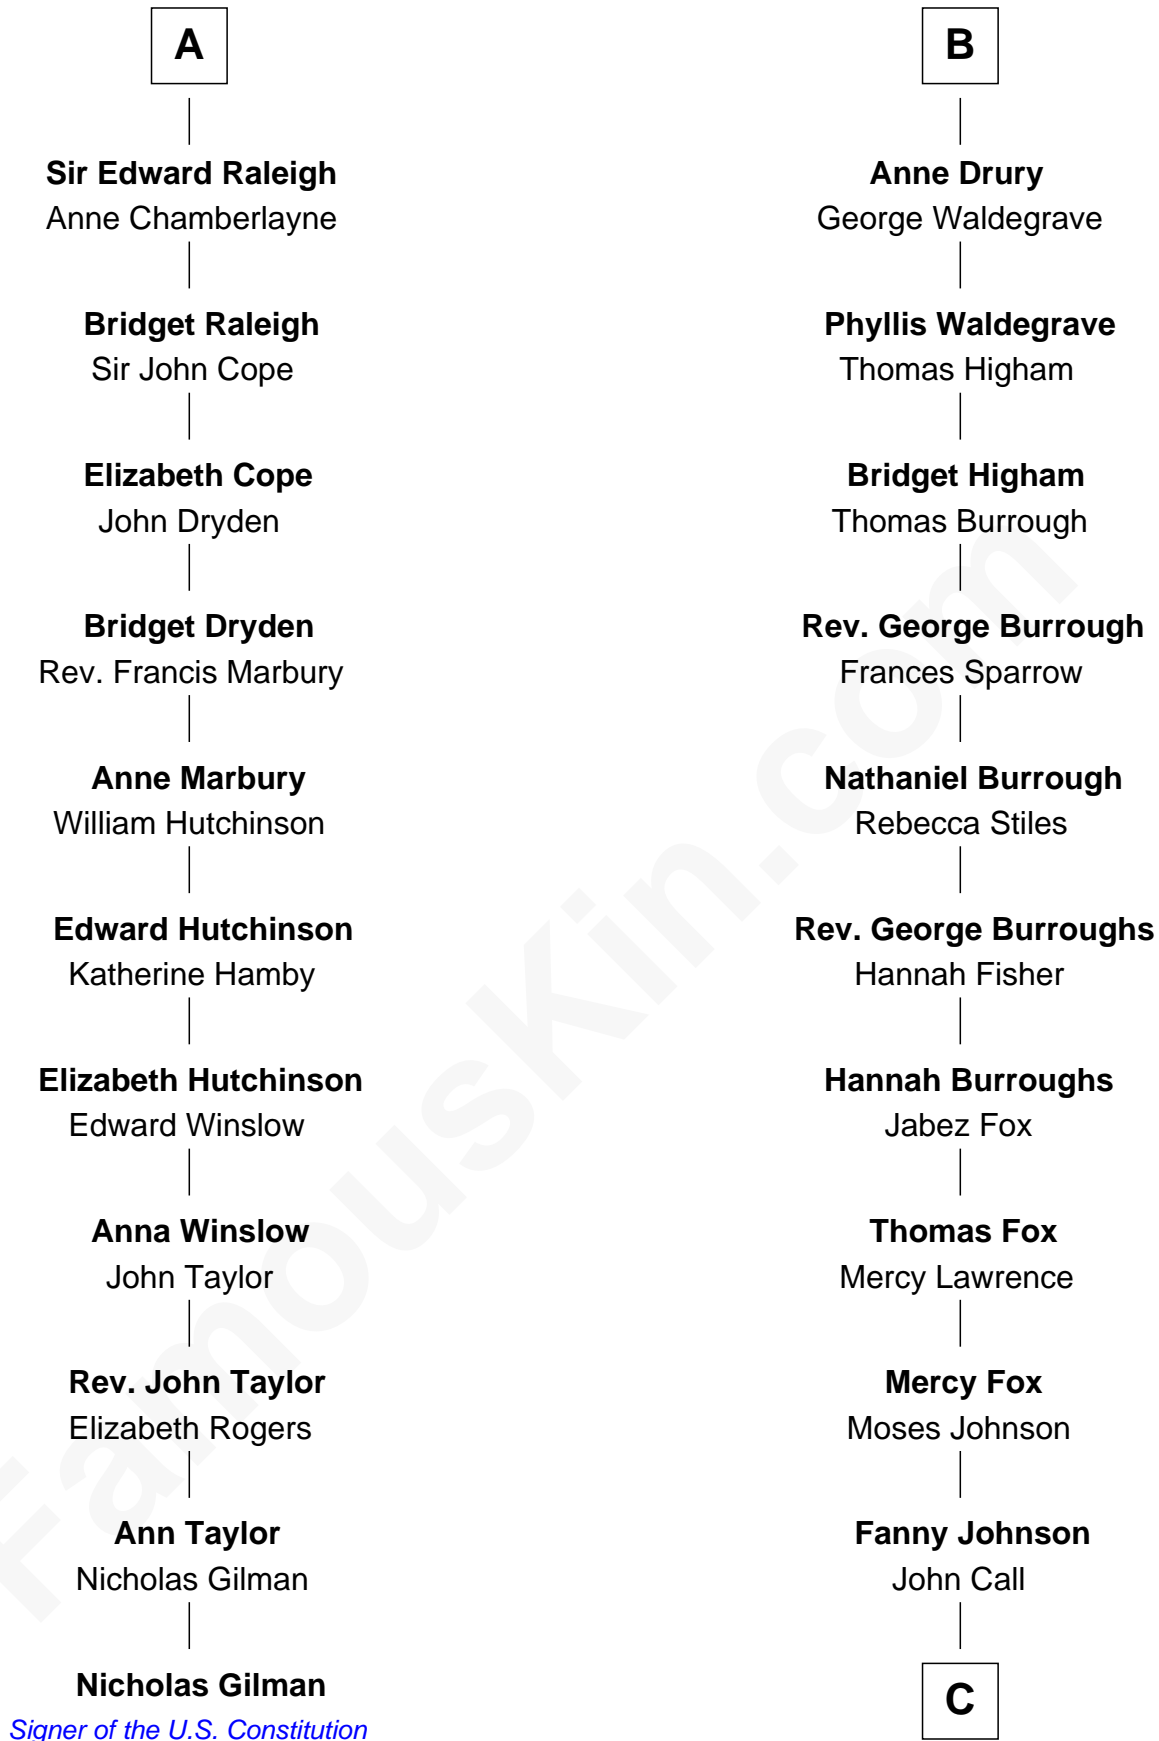 A
Sir Edward Raleigh
Anne Chamberlayne
Bridget Raleigh
Sir John Cope
Elizabeth Cope
John Dryden
Bridget Dryden
Rev. Francis Marbury
Anne Marbury
William Hutchinson
Edward Hutchinson
Katherine Hamby
Elizabeth Hutchinson
Edward Winslow
Anna Winslow
John Taylor
Rev. John Taylor
Elizabeth Rogers
Ann Taylor
Nicholas Gilman
Nicholas Gilman
Signer of the U.S. Constitution
B
Anne Drury
George Waldegrave
Phyllis Waldegrave
Thomas Higham
Bridget Higham
Thomas Burrough
Rev. George Burrough
Frances Sparrow
Nathaniel Burrough
Rebecca Stiles
Rev. George Burroughs
Hannah Fisher
Hannah Burroughs
Jabez Fox
Thomas Fox
Mercy Lawrence
Mercy Fox
Moses Johnson
Fanny Johnson
John Call
C
FamousKin.com